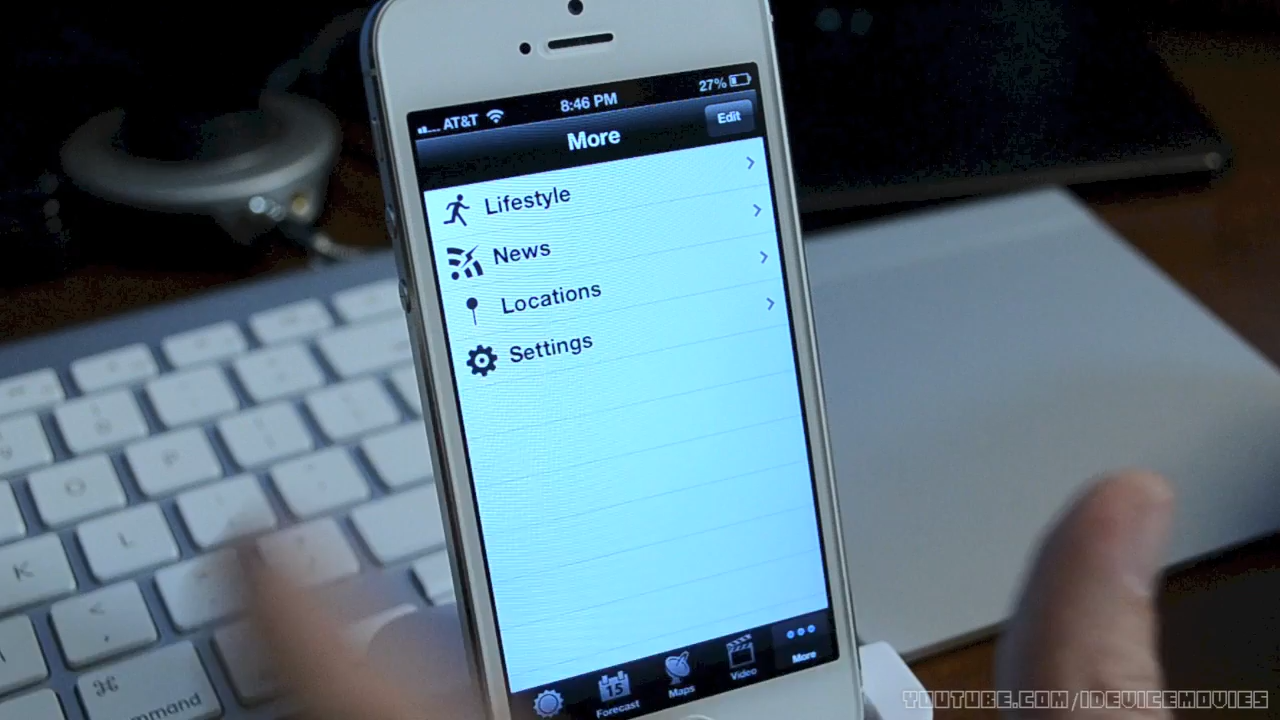 AT&T 8:46 PM 27%
More Edit
Lifestyle
News
Locations
Settings
15
Forecast
Maps
Video
More
P
O
L
K
<
⌘
mmand
YOUTUBE.COM/IDEVICEMOVIES